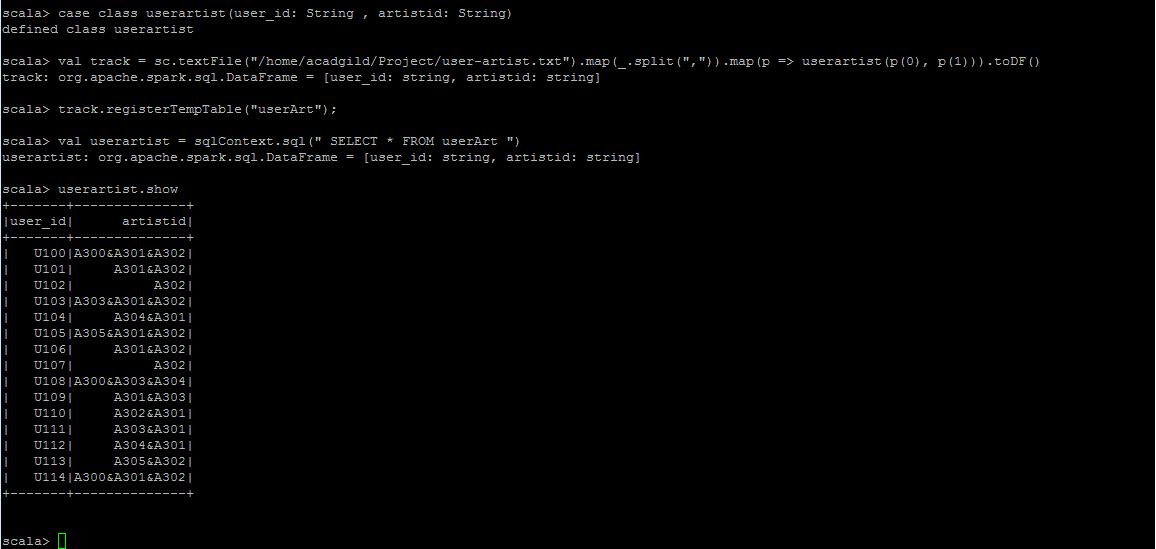 scala> case class userartist(user_id: String , artistid: String)
defined class userartist
scala> val track = sc.textFile("/home/acadgild/Project/user-artist.txt").map(_.split(",")).map(p => userartist(p(0), p(1))).toDF()
track: org.apache.spark.sql.DataFrame = [user_id: string, artistid: string]
scala> track.registerTempTable("userArt");
scala> val userartist = sqlContext.sql(" SELECT * FROM userArt ")
userartist: org.apache.spark.sql.DataFrame = [user_id: string, artistid: string]
scala> userartist.show
+-------+--------------+
|user_id|      artistid|
+-------+--------------+
|   U100|A300&A301&A302|
|   U101|     A301&A302|
|   U102|          A302|
|   U103|A303&A301&A302|
|   U104|     A304&A301|
|   U105|A305&A301&A302|
|   U106|     A301&A302|
|   U107|          A302|
|   U108|A300&A303&A304|
|   U109|     A301&A303|
|   U110|     A302&A301|
|   U111|     A303&A301|
|   U112|     A304&A301|
|   U113|     A305&A302|
|   U114|A300&A301&A302|
+-------+--------------+
scala>